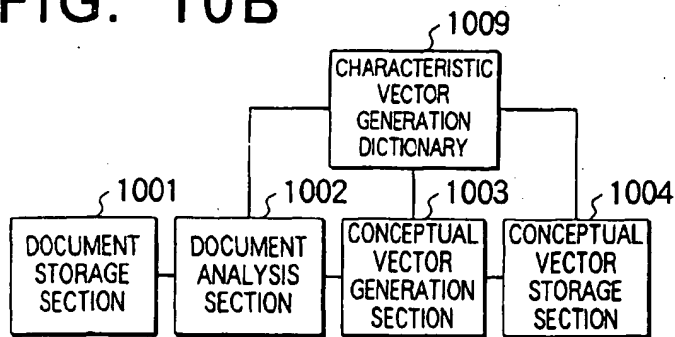 FIG. 10B
1009
CHARACTERISTIC
VECTOR
GENERATION
DICTIONARY
1001
1002
1003
1004
DOCUMENT
STORAGE
SECTION
DOCUMENT
ANALYSIS
SECTION
CONCEPTUAL
VECTOR
GENERATION
SECTION
CONCEPTUAL
VECTOR
STORAGE
SECTION